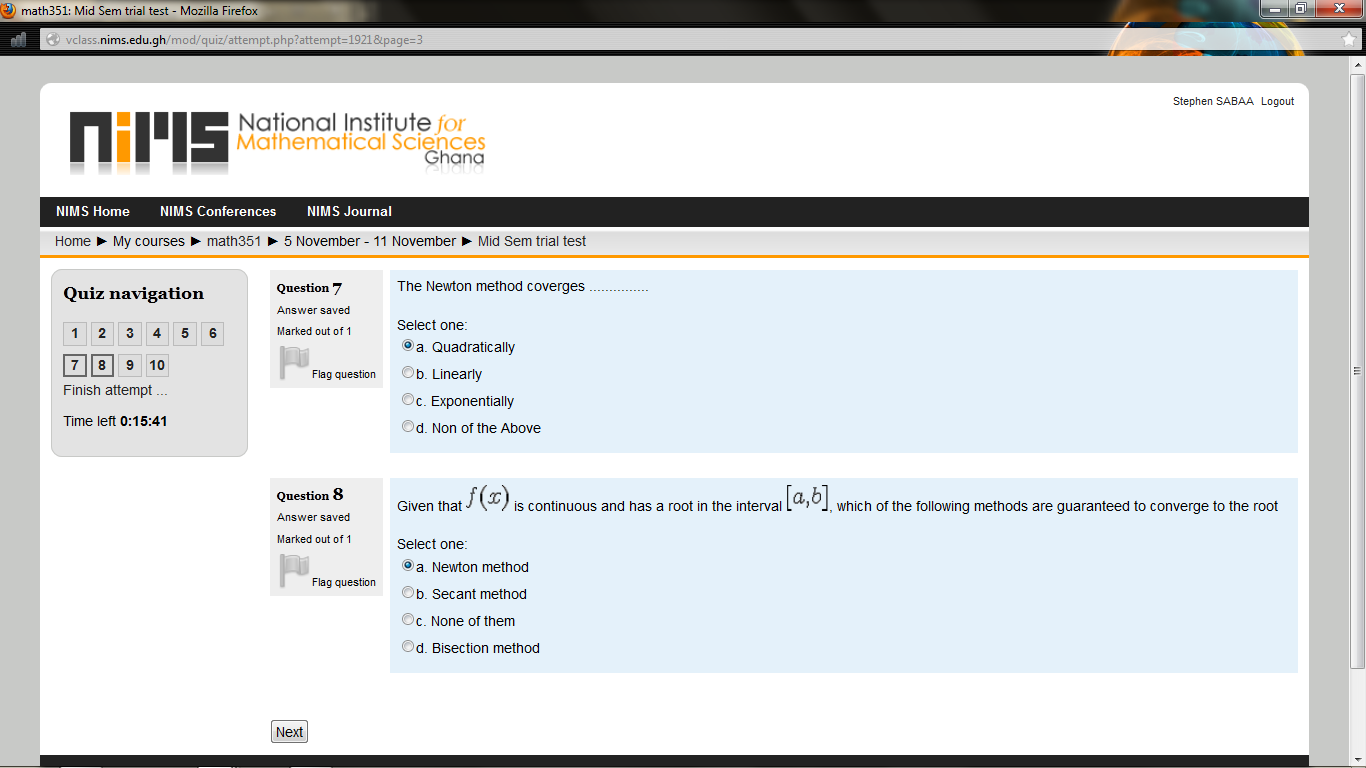 math351: Mid Sem trial test - Mozilla Firefox
vclass.nims.edu.gh/mod/quiz/attempt.php?attempt=1921&page=3
Stephen SABAA Logout
NiMS National Institute for
Mathematical Sciences
Ghana
NIMS Home NIMS Conferences NIMS Journal
Home ► My courses ► math351 ► 5 November - 11 November ► Mid Sem trial test
Quiz navigation
1 2 3 4 5 6
7 8 9 10
Finish attempt ...
Time left 0:15:41
Question 7
Answer saved
Marked out of 1
Flag question
The Newton method coverges ...............
Select one:
a. Quadratically
b. Linearly
c. Exponentially
d. Non of the Above
Question 8
Answer saved
Marked out of 1
Flag question
Given that f(x) is continuous and has a root in the interval [a,b], which of the following methods are guaranteed to converge to the root
Select one:
a. Newton method
b. Secant method
c. None of them
d. Bisection method
Next